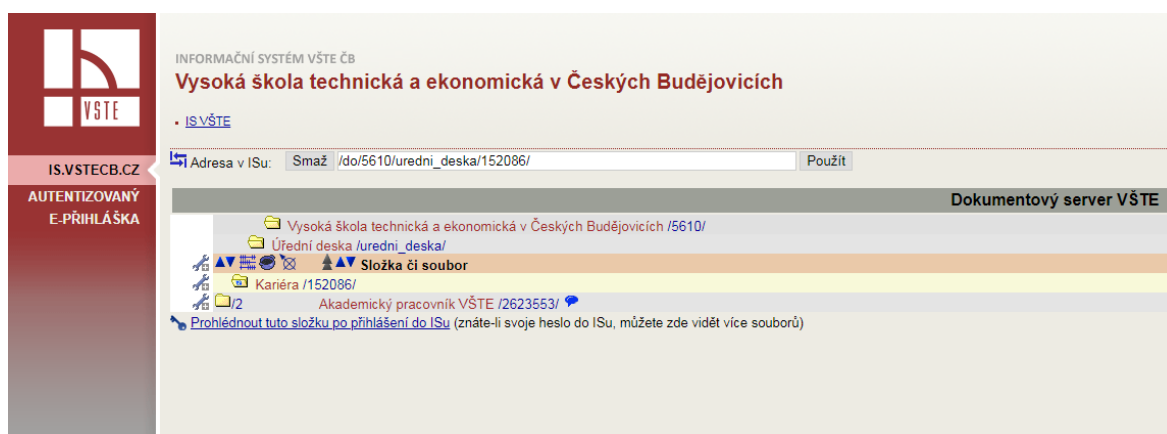 VŠTE
INFORMAČNÍ SYSTÉM VŠTE ČB
Vysoká škola technická a ekonomická v Českých Budějovicích
IS VŠTE
Adresa v ISu: Smaž /do/5610/uredni_deska/152086/ Použít
IS.VSTECB.CZ
AUTENTIZOVANÝ
E-PŘIHLÁŠKA
Dokumentový server VŠTE
Vysoká škola technická a ekonomická v Českých Budějovicích /5610/
Úřední deska /uredni_deska/
Složka či soubor
Kariéra /152086/
/2 Akademický pracovník VŠTE /2623553/
Prohlédnout tuto složku po přihlášení do ISu (znáte-li svoje heslo do ISu, můžete zde vidět více souborů)